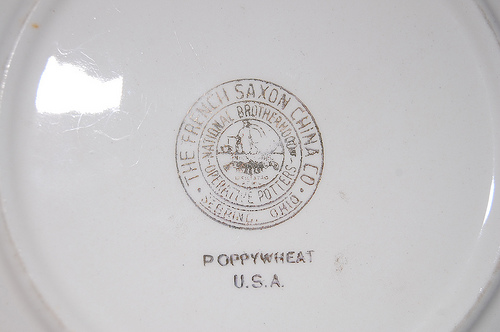 THE FRENCH SAXON CHINA CO.
SEBRING, OHIO
NATIONAL BROTHERHOOD
OPERATIVE POTTERS
POPPYWHEAT
U.S.A.